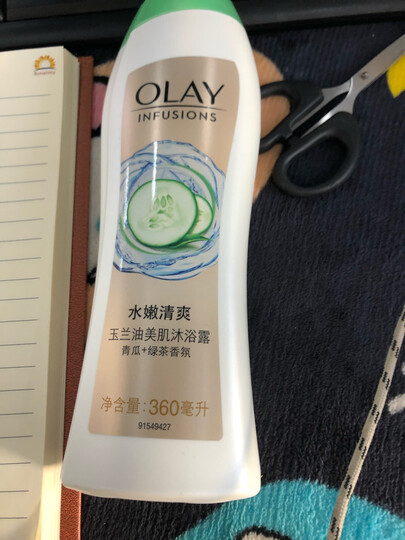 OLAY
INFUSIONS
水嫩清爽
玉兰油美肌沐浴露
青瓜+绿茶香氛
净含量:360毫升
91549427